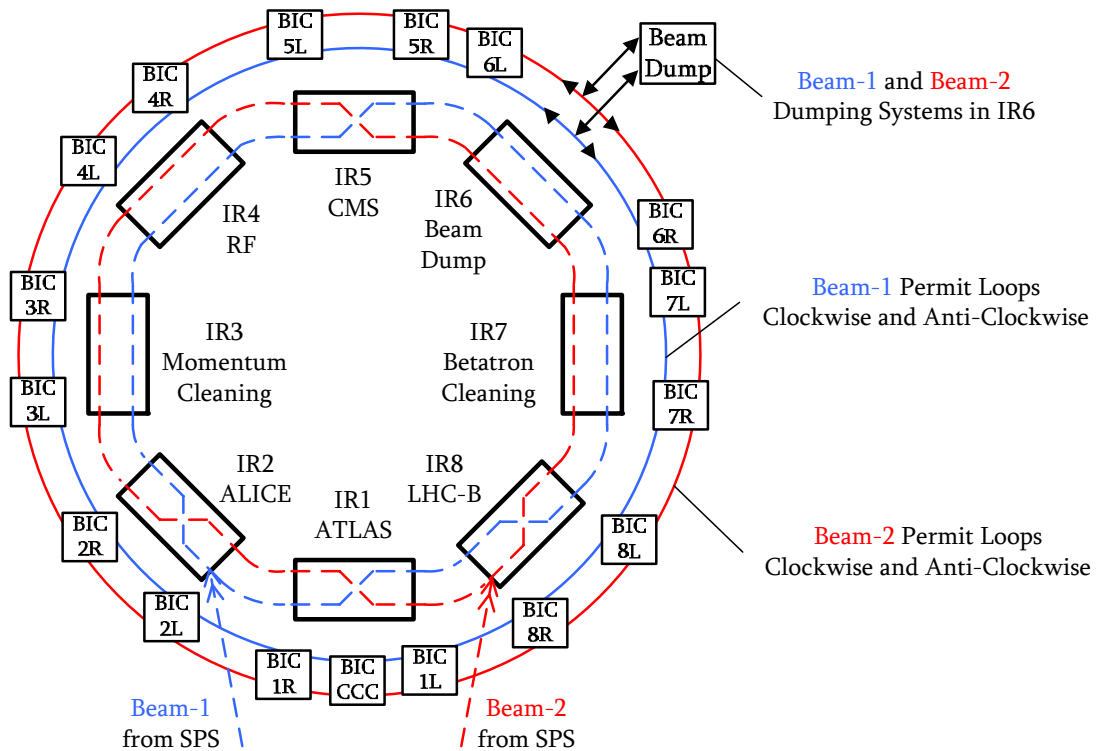 BIC
5L
BIC
5R
BIC
6L
Beam
Dump
Beam-1 and Beam-2
Dumping Systems in IR6
BIC
4R
BIC
4L
IR5
CMS
IR4
RF
IR6
Beam
Dump
BIC
6R
BIC
7L
BIC
3R
Beam-1 Permit Loops
Clockwise and Anti-Clockwise
IR3
Momentum
Cleaning
IR7
Betatron
Cleaning
BIC
3L
BIC
7R
IR2
ALICE
IR8
LHC-B
IR1
ATLAS
BIC
2R
BIC
8L
Beam-2 Permit Loops
Clockwise and Anti-Clockwise
BIC
2L
BIC
8R
BIC
1R
BIC
CCC
BIC
1L
Beam-1
from SPS
Beam-2
from SPS